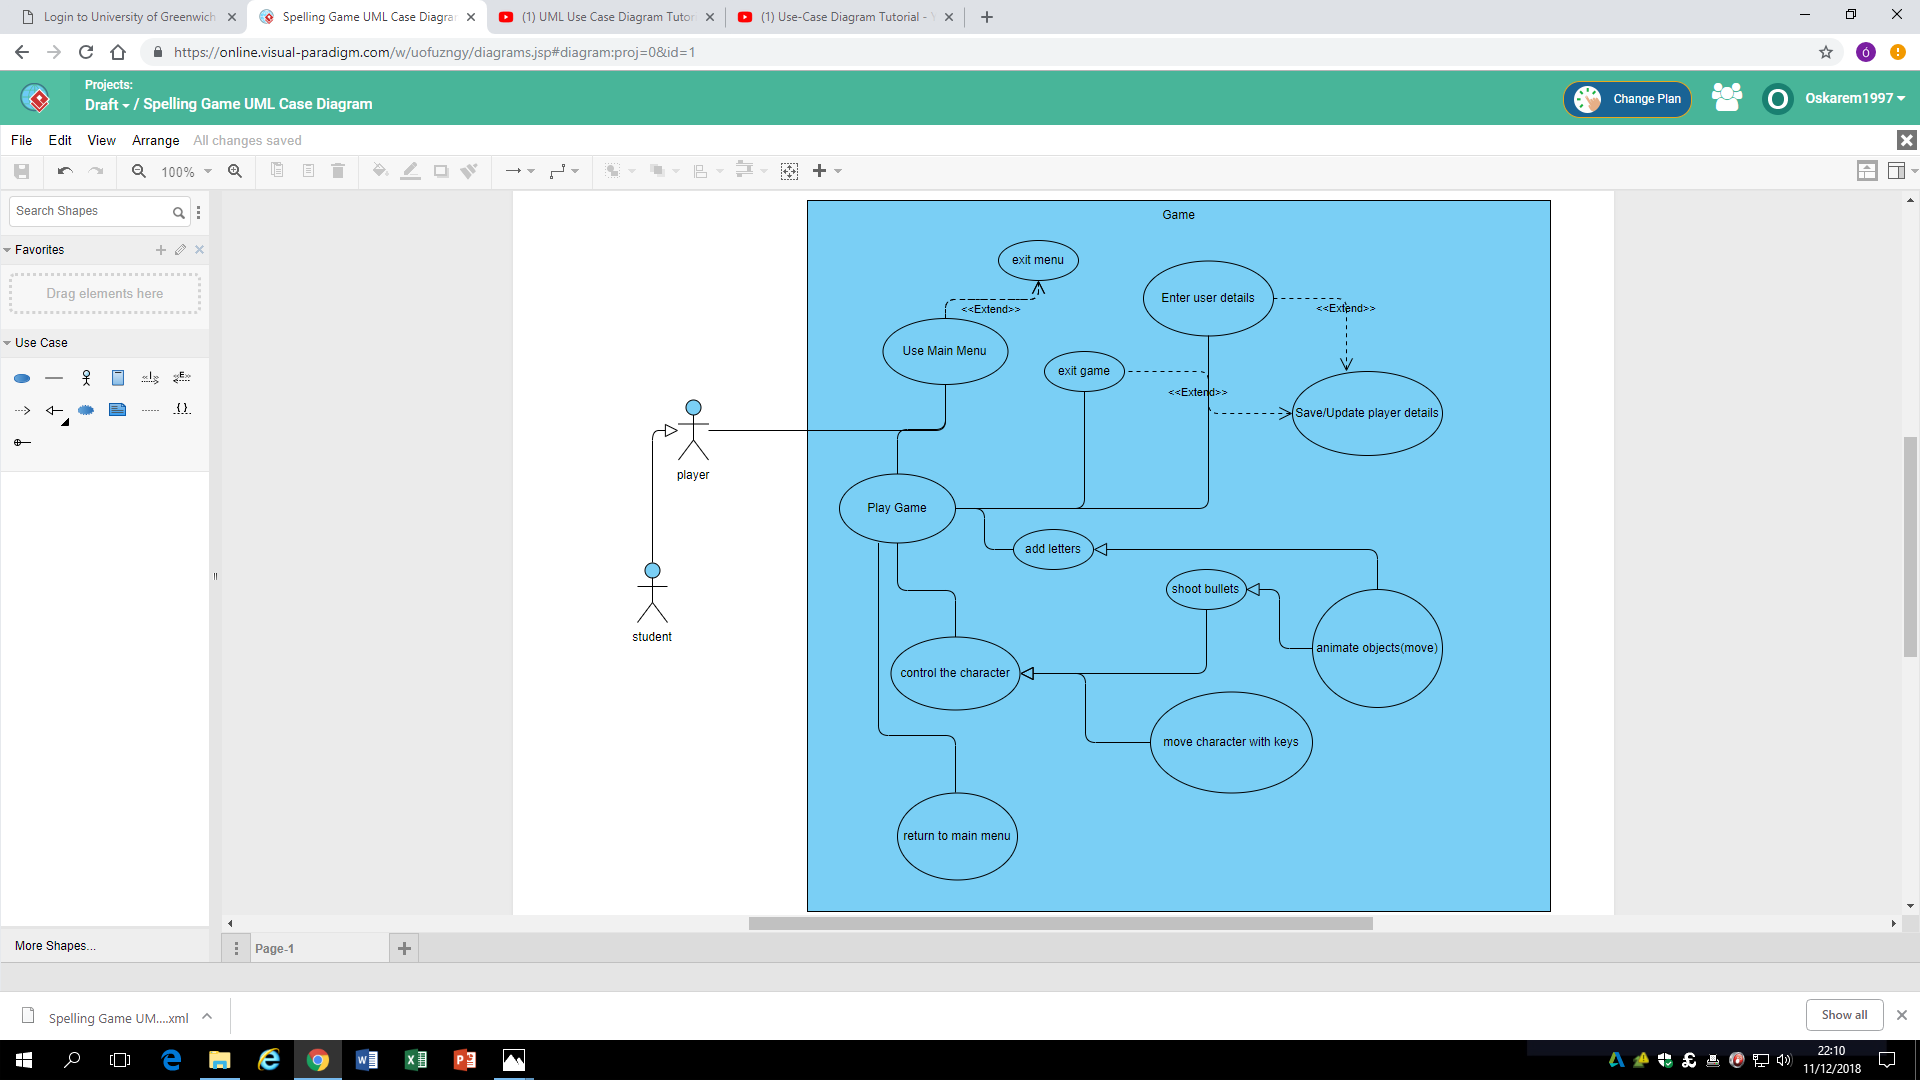 Login to University of Greenwich
Spelling Game UML Case Diagram
(1) UML Use Case Diagram Tutor
(1) Use-Case Diagram Tutorial - Y
https://online.visual-paradigm.com/w/uofuzngy/diagrams.jsp#diagram:proj=0&id=1
Projects:
Draft / Spelling Game UML Case Diagram
Change Plan
O
Oskarem1997
File Edit View Arrange All changes saved
100%
Search Shapes
Favorites
Drag elements here
Use Case
Game
exit menu
Enter user details
<<Extend>>
<<Extend>>
Use Main Menu
exit game
<<Extend>>
Save/Update player details
player
Play Game
add letters
shoot bullets
student
animate objects(move)
control the character
move character with keys
return to main menu
More Shapes...
Page-1
Spelling Game UM....xml
Show all
22:10
11/12/2018